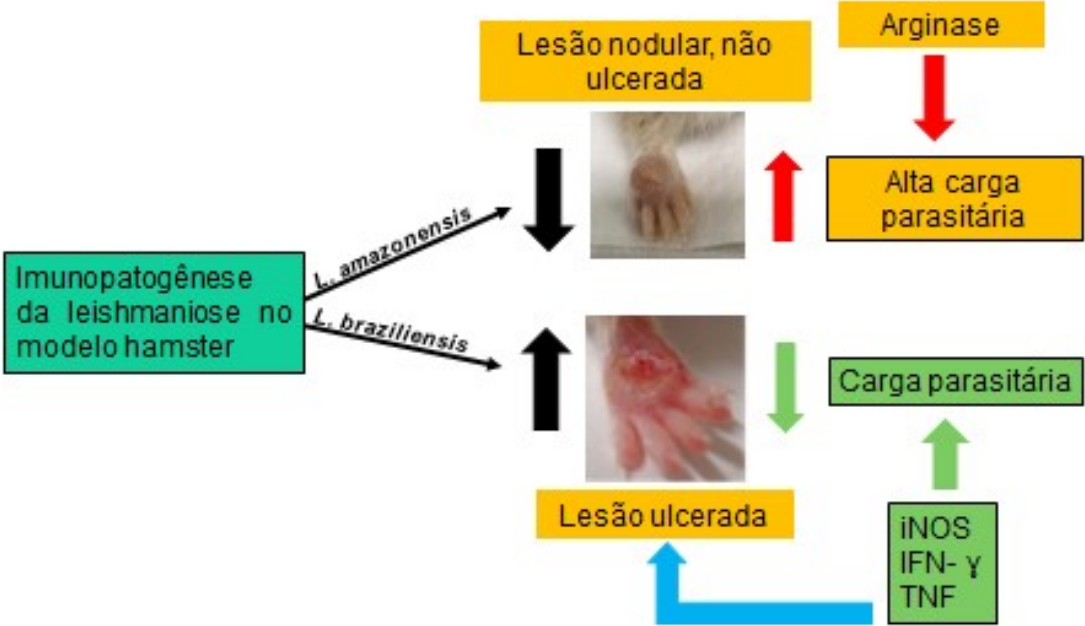 Lesão nodular, não
ulcerada
Arginase
Alta carga
parasitária
Imunopatogênese
da leishmaniose no
modelo hamster
L. amazonensis
L. braziliensis
Carga parasitária
Lesão ulcerada
iNOS
IFN- Ɣ
TNF